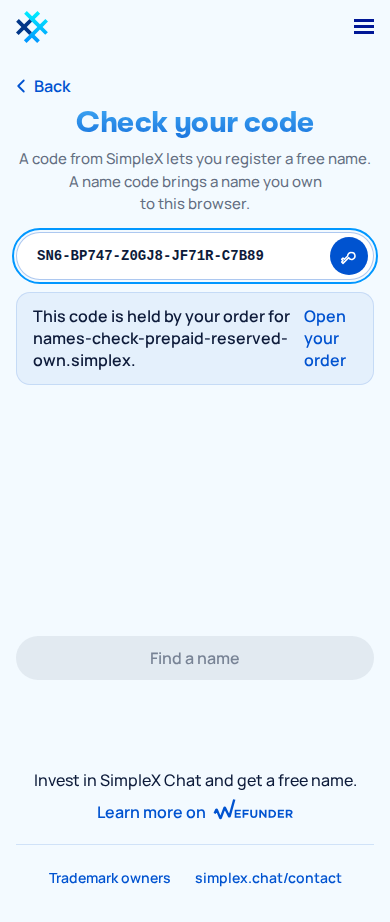 Back
Check your code
A code from SimpleX lets you register a free name.
A name code brings a name you own
to this browser.
SN6-BP747-Z0GJ8-JF71R-C7B89
This code is held by your order for
names-check-prepaid-reserved-
own.simplex.
Open
your
order
Find a name
Invest in SimpleX Chat and get a free name.
Learn more on WEFUNDER
Trademark owners simplex.chat/contact